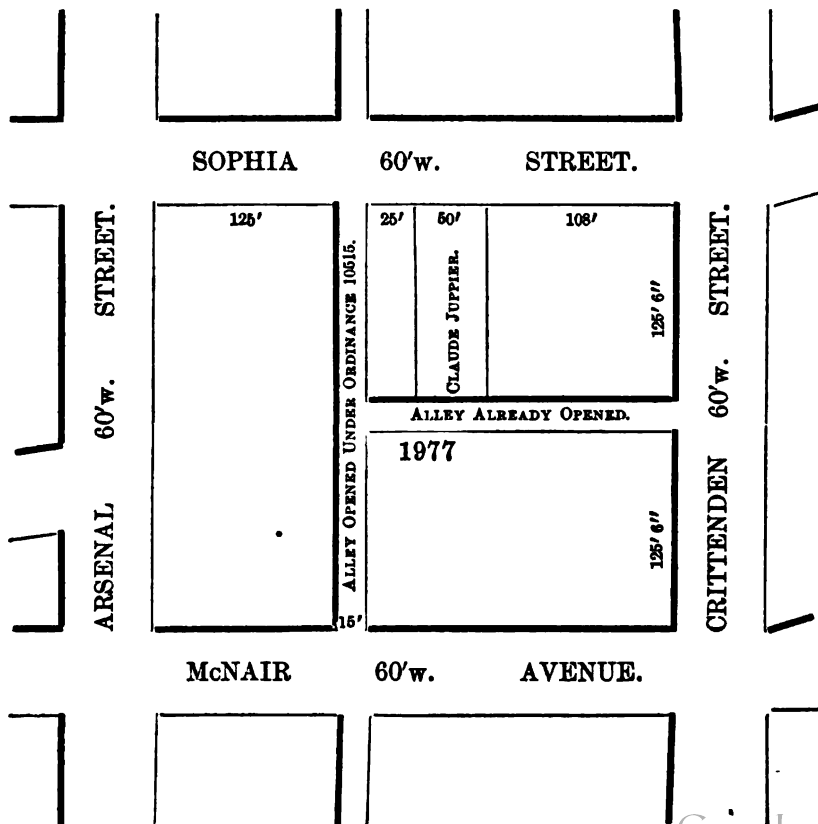 SOPHIA 60'w. STREET.
125'
25' 50' 108'
ARSENAL 60'w. STREET.
ALLEY OPENED UNDER ORDINANCE 10515.
CLAUDE JUPPIER.
125' 6"
CRITTENDEN 60'w. STREET.
ALLEY ALREADY OPENED.
1977
125' 6"
15'
McNAIR 60'w. AVENUE.